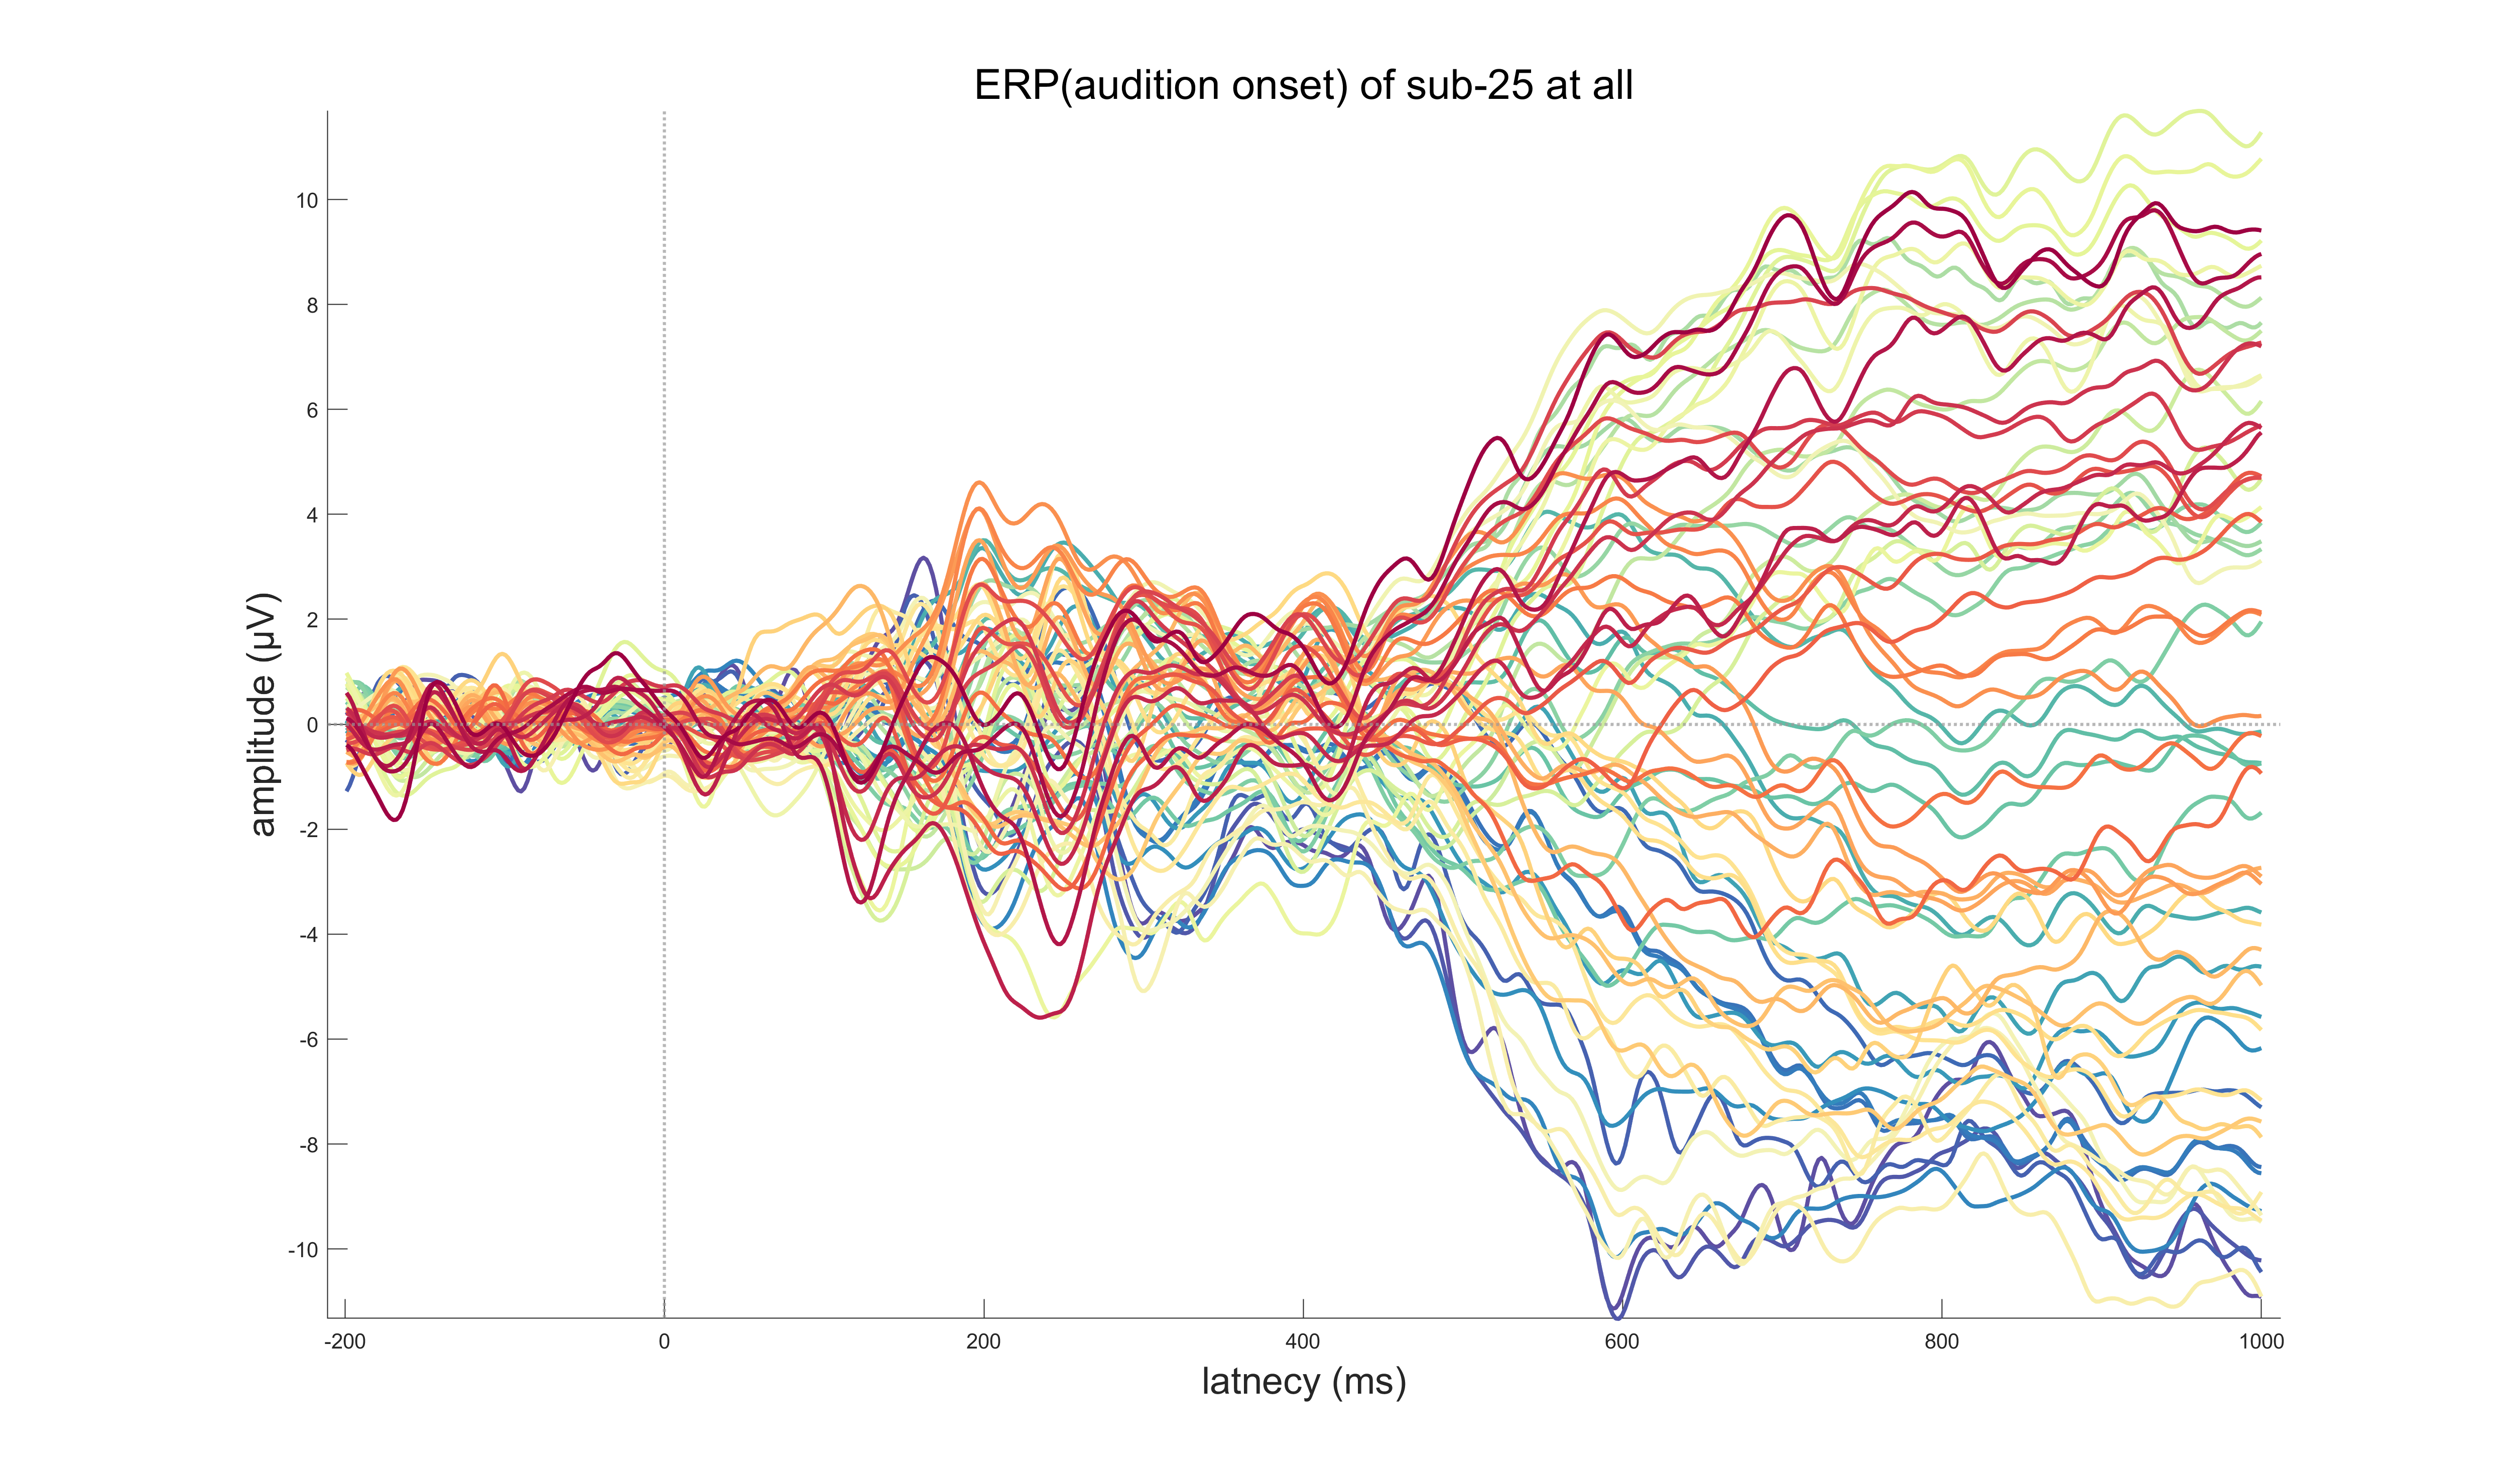 ERP(audition onset) of sub-25 at all
amplitude (μV)
10
8
6
4
2
0
-2
-4
-6
-8
-10
-200 0 200 400 600 800 1000
latnecy (ms)